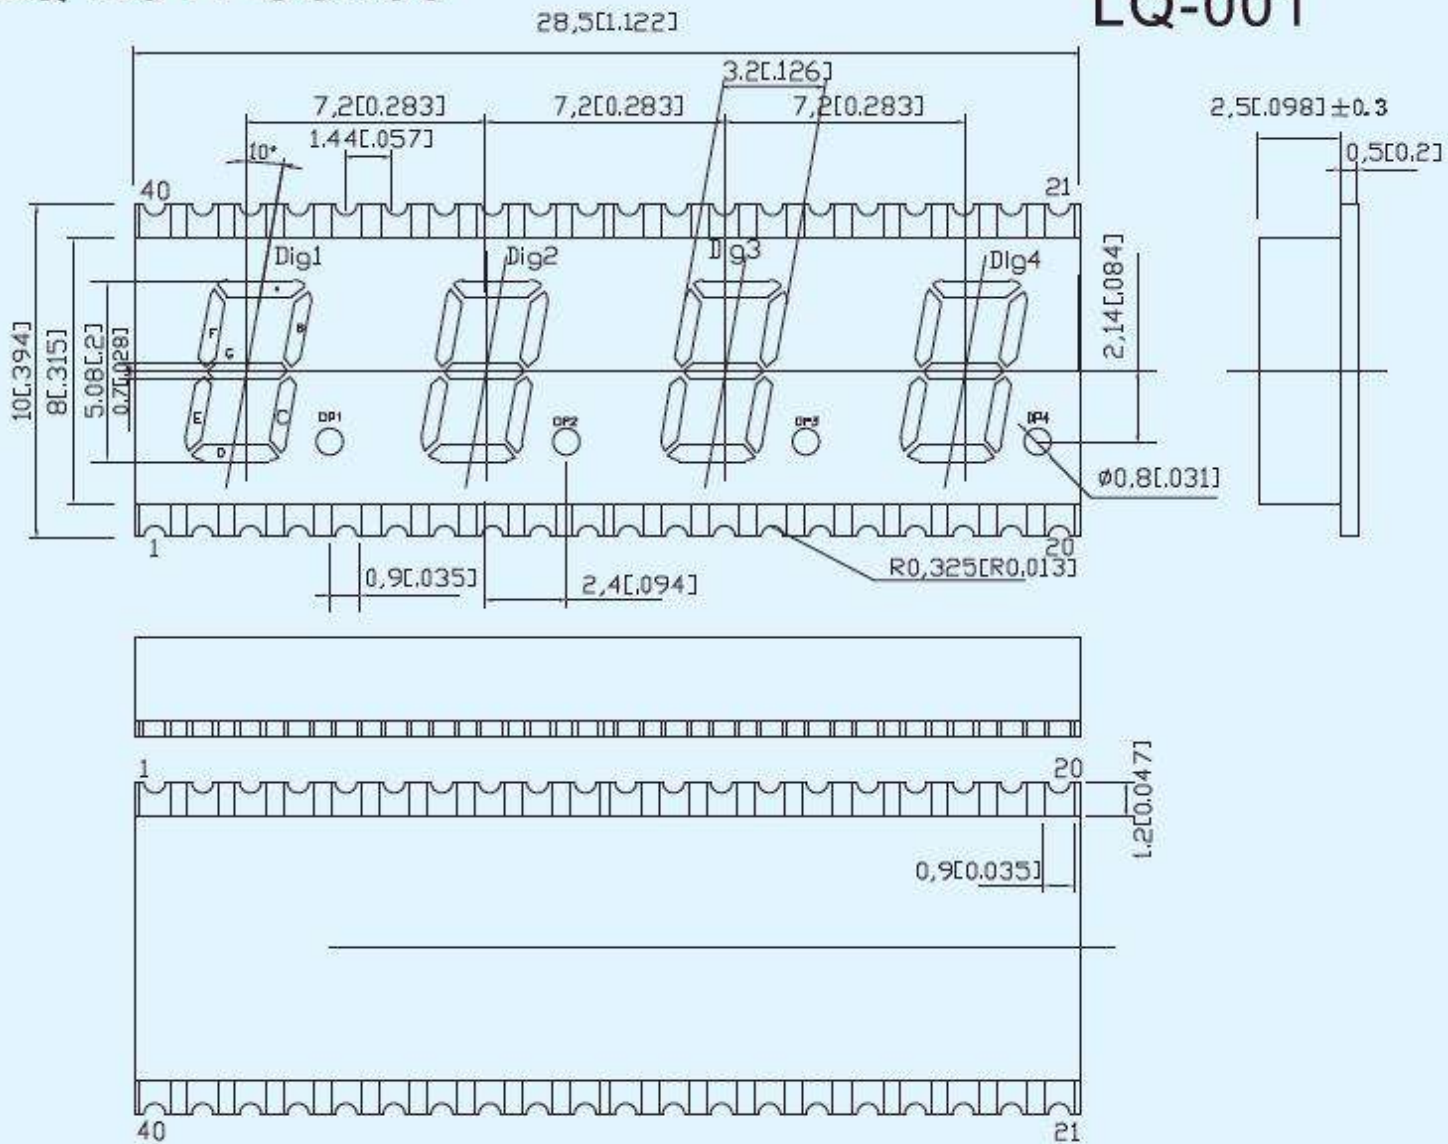 LQ-001
28,5[1.122]
3.2[.126]
7,2[0.283]
7,2[0.283]
7,2[0.283]
2,5[.098]±0.3
1.44[.057]
10°
0,5[0.2]
40
21
Dig1
Dig2
Dig3
DIg4
2,14[.084]
10[.394]
8[.315]
5.08[.2]
0.7[.028]
F
B
G
E
D
DP1
DP2
DP3
DP4
Ø0,8[.031]
1
20
0,9[.035]
2,4[.094]
R0,325[R0.013]
1
20
1.2[0.047]
0,9[0.035]
40
21